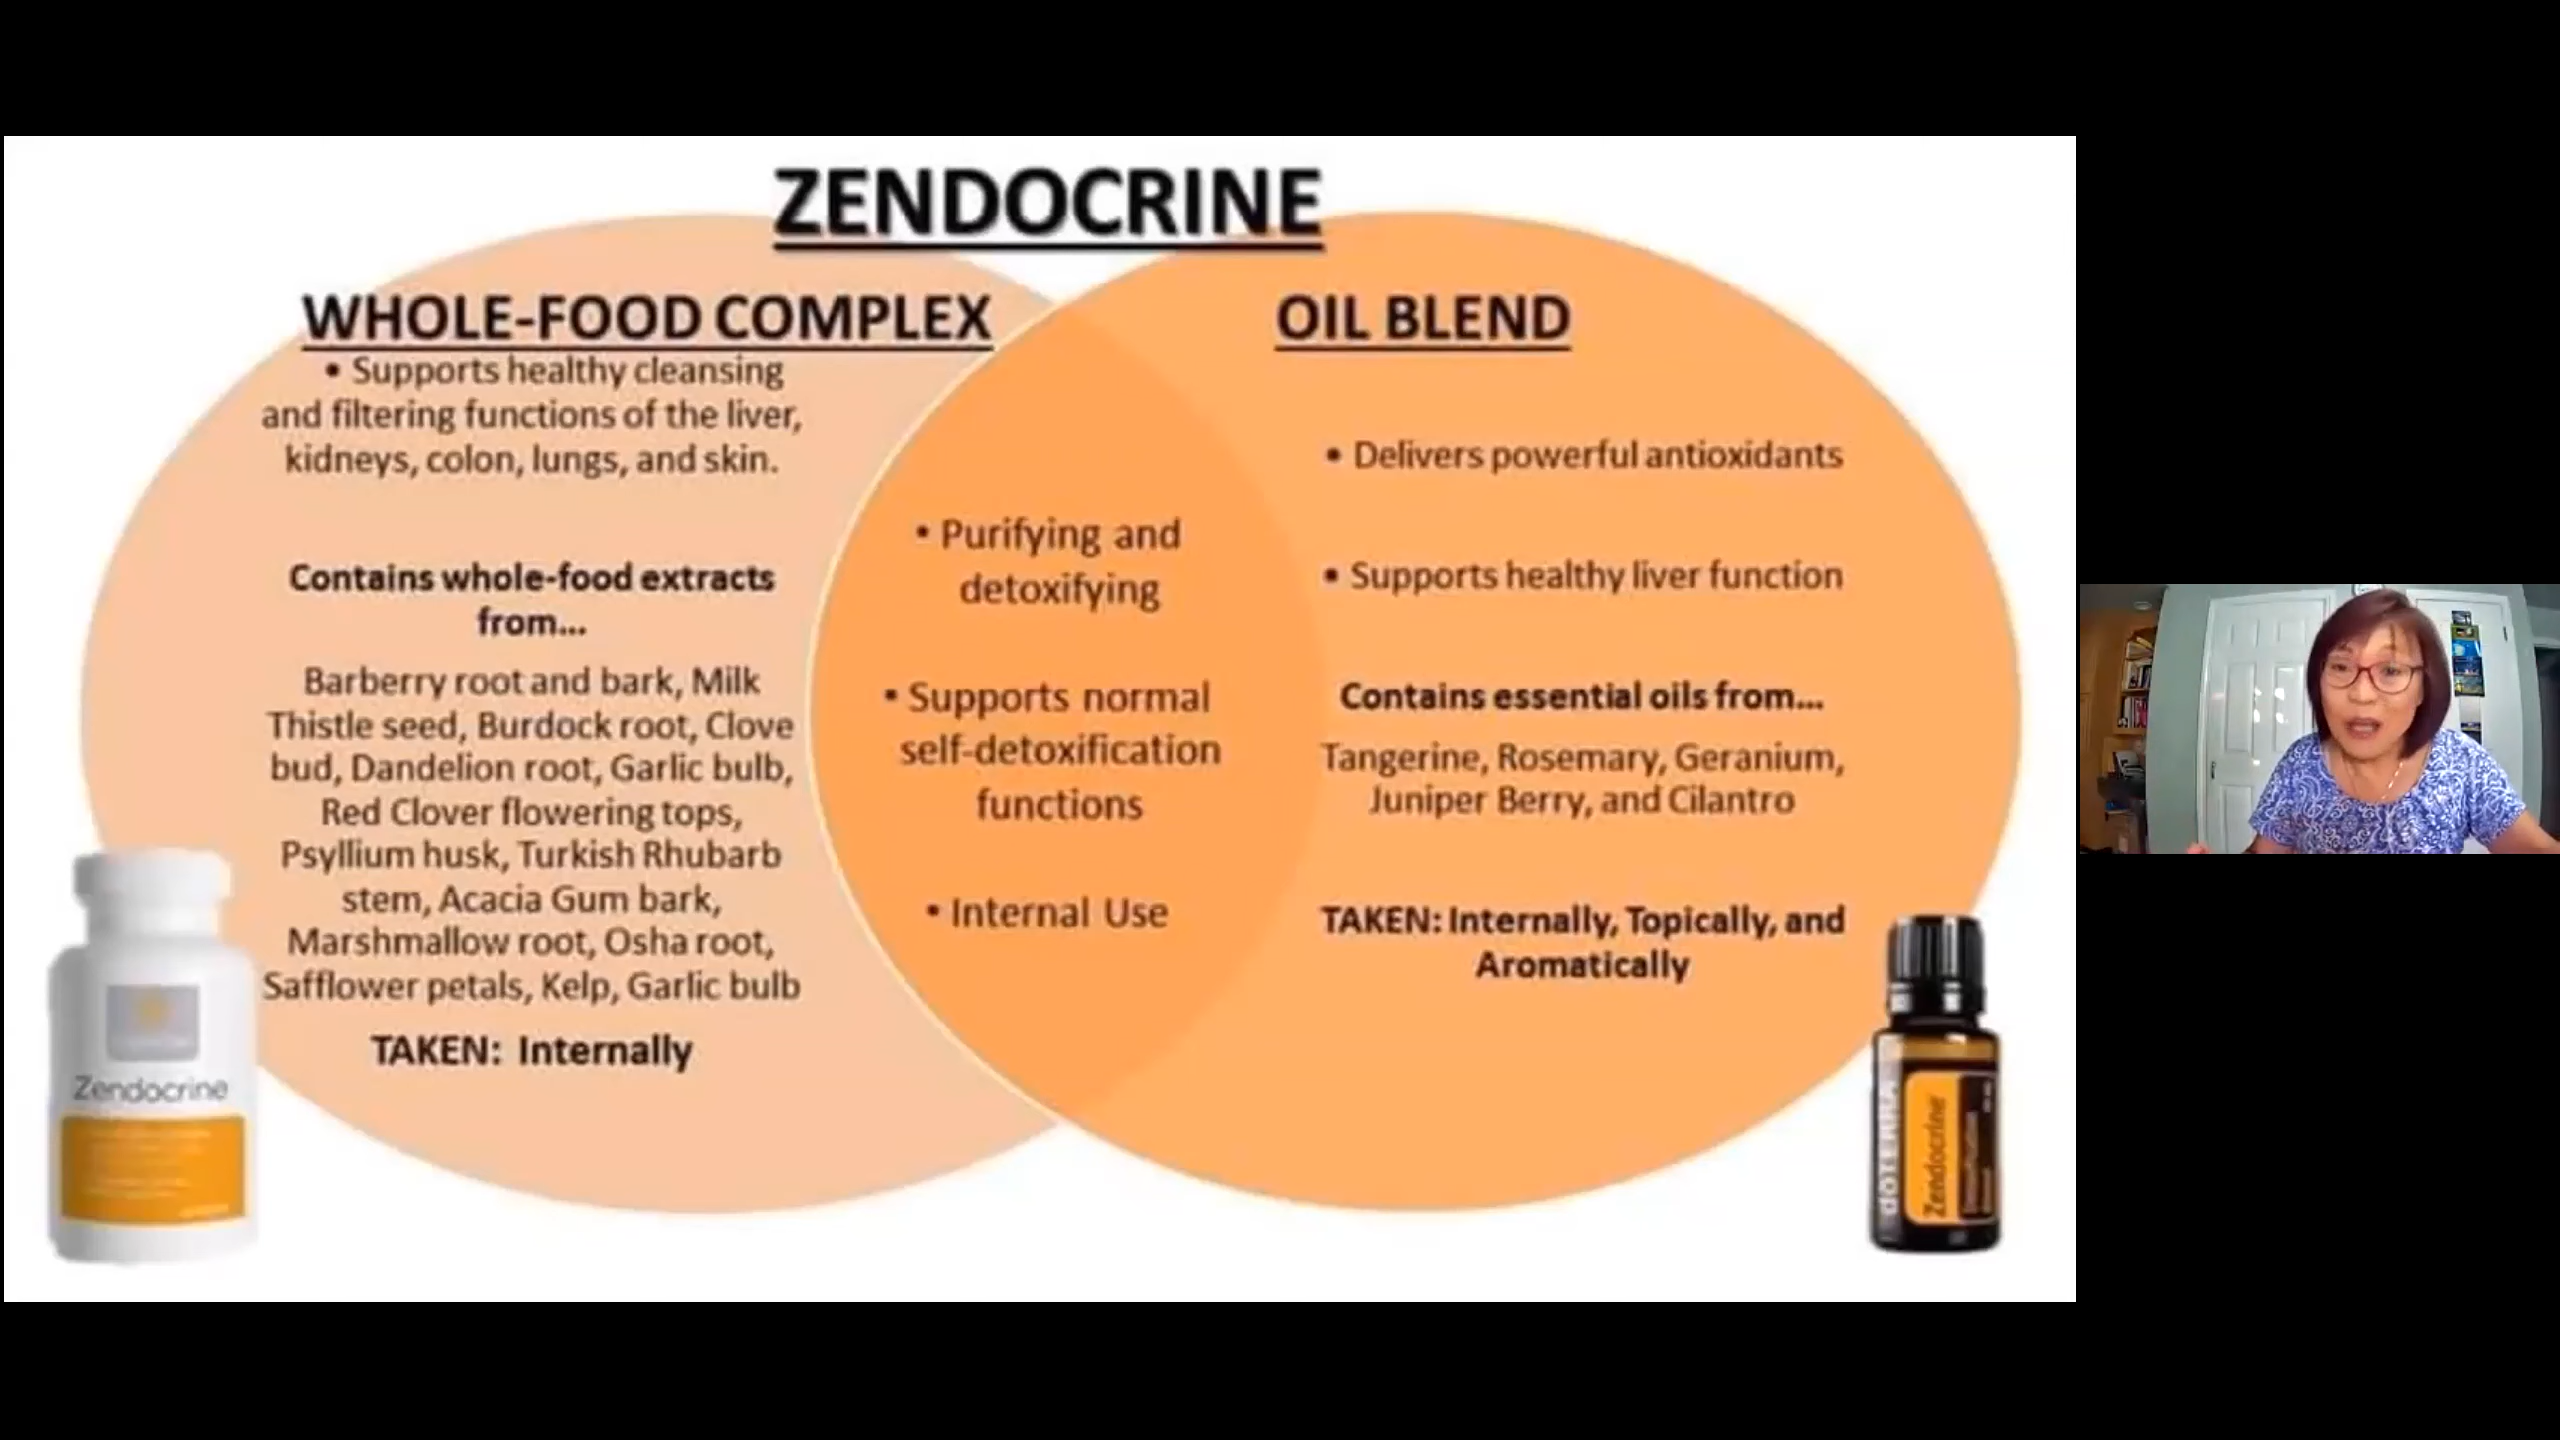 ZENDOCRINE
WHOLE-FOOD COMPLEX
• Supports healthy cleansing
and filtering functions of the liver,
kidneys, colon, lungs, and skin.
Contains whole-food extracts
from...
Barberry root and bark, Milk
Thistle seed, Burdock root, Clove
bud, Dandelion root, Garlic bulb,
Red Clover flowering tops,
Psyllium husk, Turkish Rhubarb
stem, Acacia Gum bark,
Marshmallow root, Osha root,
Safflower petals, Kelp, Garlic bulb
TAKEN: Internally
• Purifying and
detoxifying
• Supports normal
self-detoxification
functions
• Internal Use
OIL BLEND
• Delivers powerful antioxidants
• Supports healthy liver function
Contains essential oils from...
Tangerine, Rosemary, Geranium,
Juniper Berry, and Cilantro
TAKEN: Internally, Topically, and
Aromatically
Zendocrine
dOTERRA
Zendocrine